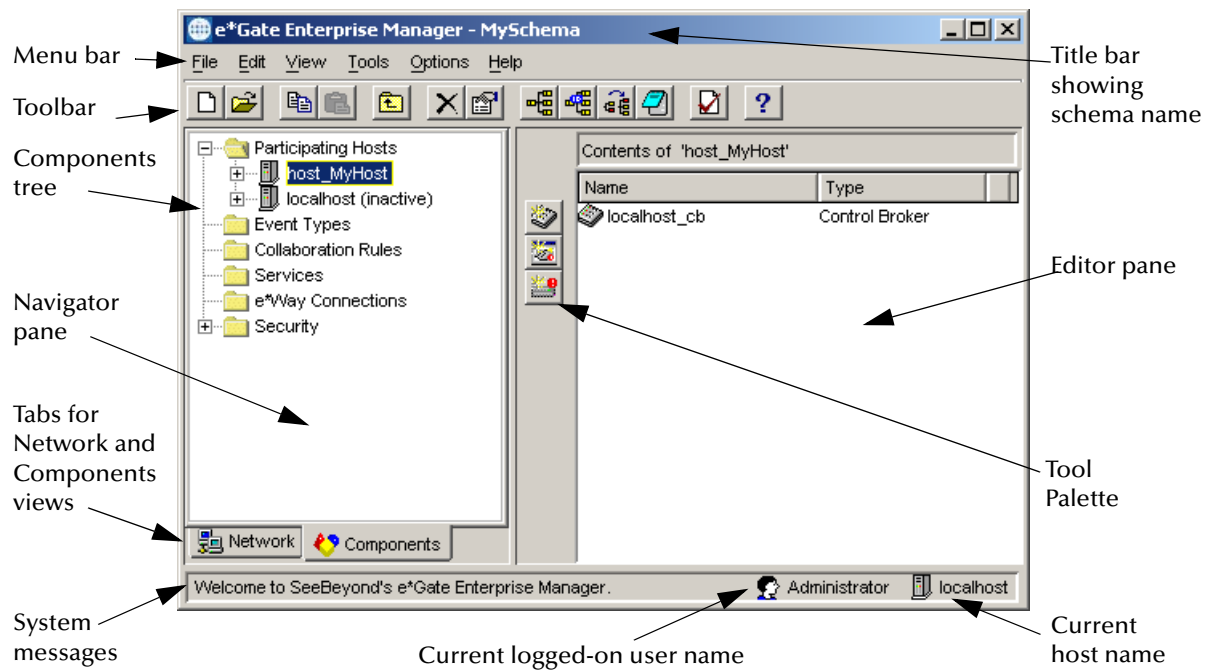 e*Gate Enterprise Manager - MySchema
Menu bar
File Edit View Tools Options Help
Title bar
showing
schema name
Toolbar
?
Components
tree
Participating Hosts
host_MyHost
localhost (inactive)
Event Types
Collaboration Rules
Services
e*Way Connections
Security
Contents of 'host_MyHost'
Name Type
localhost_cb Control Broker
Editor pane
Navigator
pane
Tabs for
Network and
Components
views
Tool
Palette
Network Components
Welcome to SeeBeyond's e*Gate Enterprise Manager. Administrator localhost
System
messages
Current logged-on user name
Current
host name